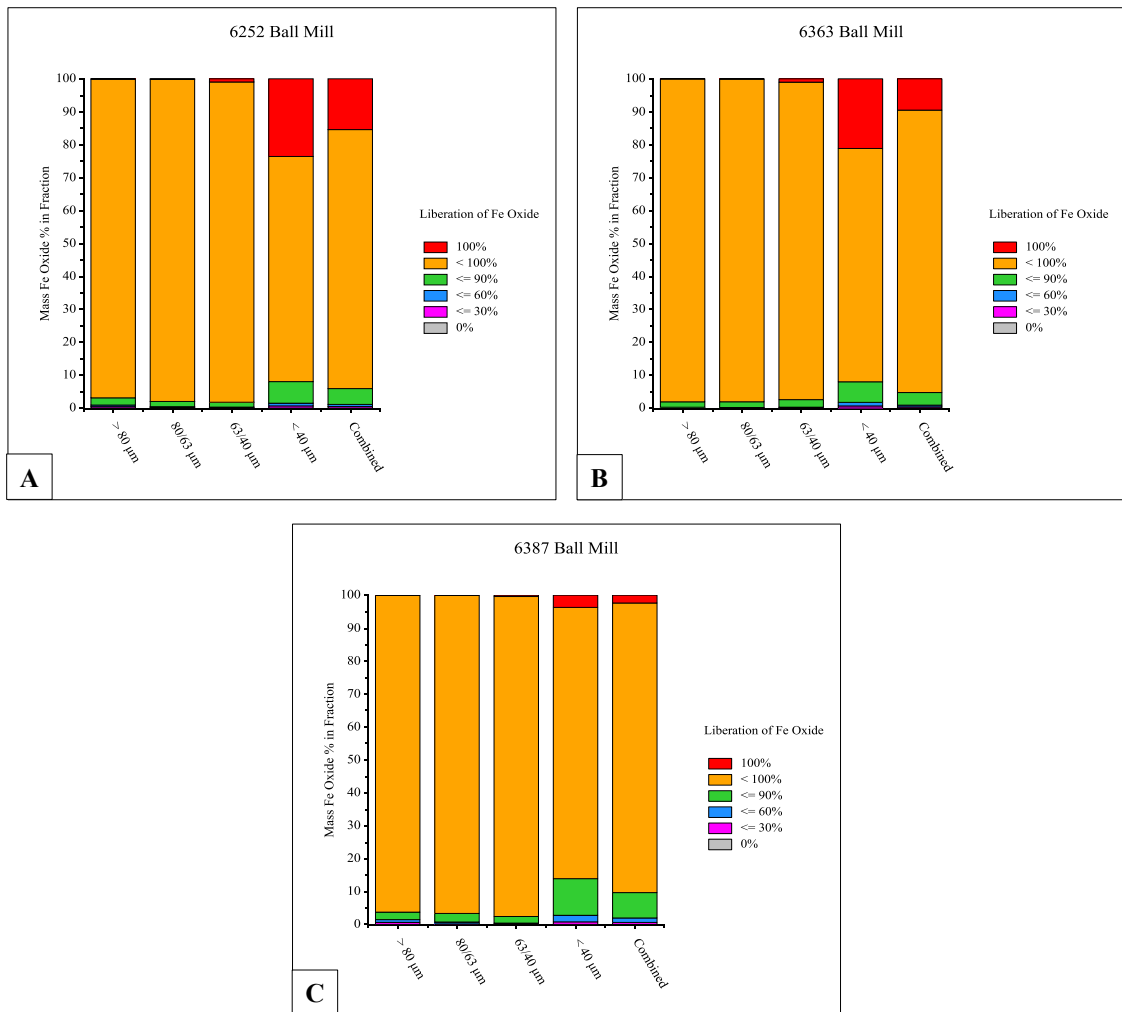 6252 Ball Mill
100
90
80
70
60
50
40
30
20
10
0
Mass Fe Oxide % in Fraction
> 80 µm
80/63 µm
63/40 µm
< 40 µm
Combined
Liberation of Fe Oxide
100%
< 100%
<= 90%
<= 60%
<= 30%
0%
A
6363 Ball Mill
100
90
80
70
60
50
40
30
20
10
0
Mass Fe Oxide % in Fraction
> 80 µm
80/63 µm
63/40 µm
< 40 µm
Combined
Liberation of Fe Oxide
100%
< 100%
<= 90%
<= 60%
<= 30%
0%
B
6387 Ball Mill
100
90
80
70
60
50
40
30
20
10
0
Mass Fe Oxide % in Fraction
> 80 µm
80/63 µm
63/40 µm
< 40 µm
Combined
Liberation of Fe Oxide
100%
< 100%
<= 90%
<= 60%
<= 30%
0%
C